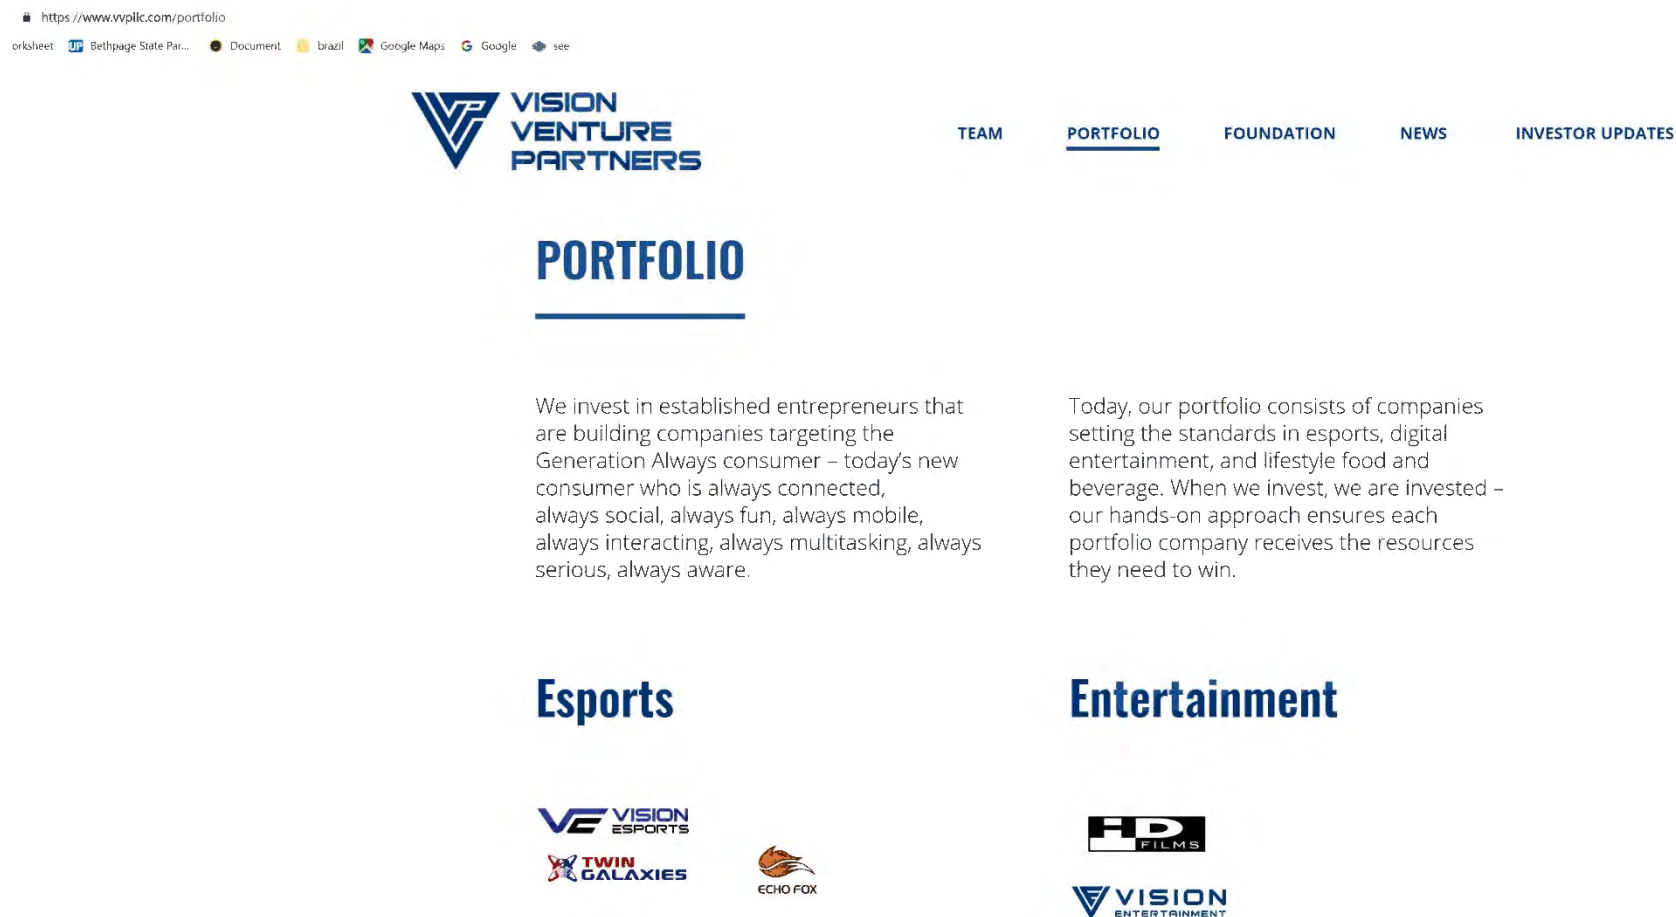 https://www.vvpllc.com/portfolio
orksheet UP Bethpage State Par... Document brazil Google Maps G Google see
VISION
VENTURE
PARTNERS
TEAM PORTFOLIO FOUNDATION NEWS INVESTOR UPDATES
PORTFOLIO
We invest in established entrepreneurs that
are building companies targeting the
Generation Always consumer – today's new
consumer who is always connected,
always social, always fun, always mobile,
always interacting, always multitasking, always
serious, always aware.
Today, our portfolio consists of companies
setting the standards in esports, digital
entertainment, and lifestyle food and
beverage. When we invest, we are invested –
our hands-on approach ensures each
portfolio company receives the resources
they need to win.
Esports
VE VISION
ESPORTS
TWIN
GALAXIES
ECHO FOX
Entertainment
HD
FILMS
VISION
ENTERTAINMENT